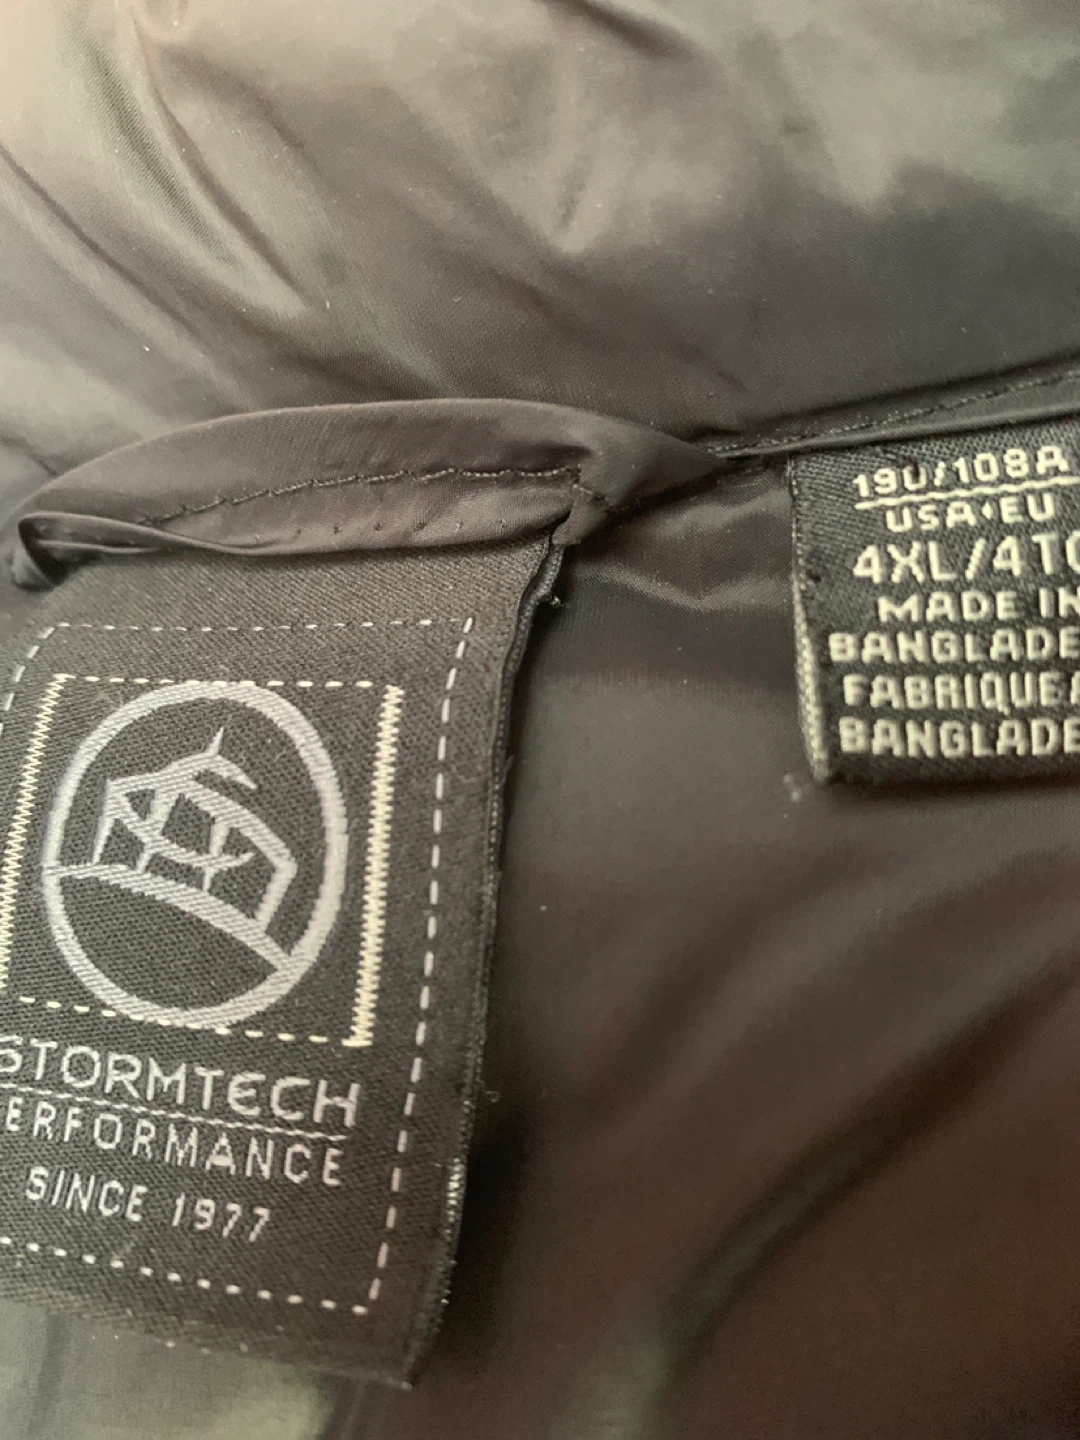 STORMTECH
ERFORMANCE
SINCE 1977
190/108A
USA•EU
4XL/4T
MADE IN
BANGLADE
FABRIQUE
BANGLADE